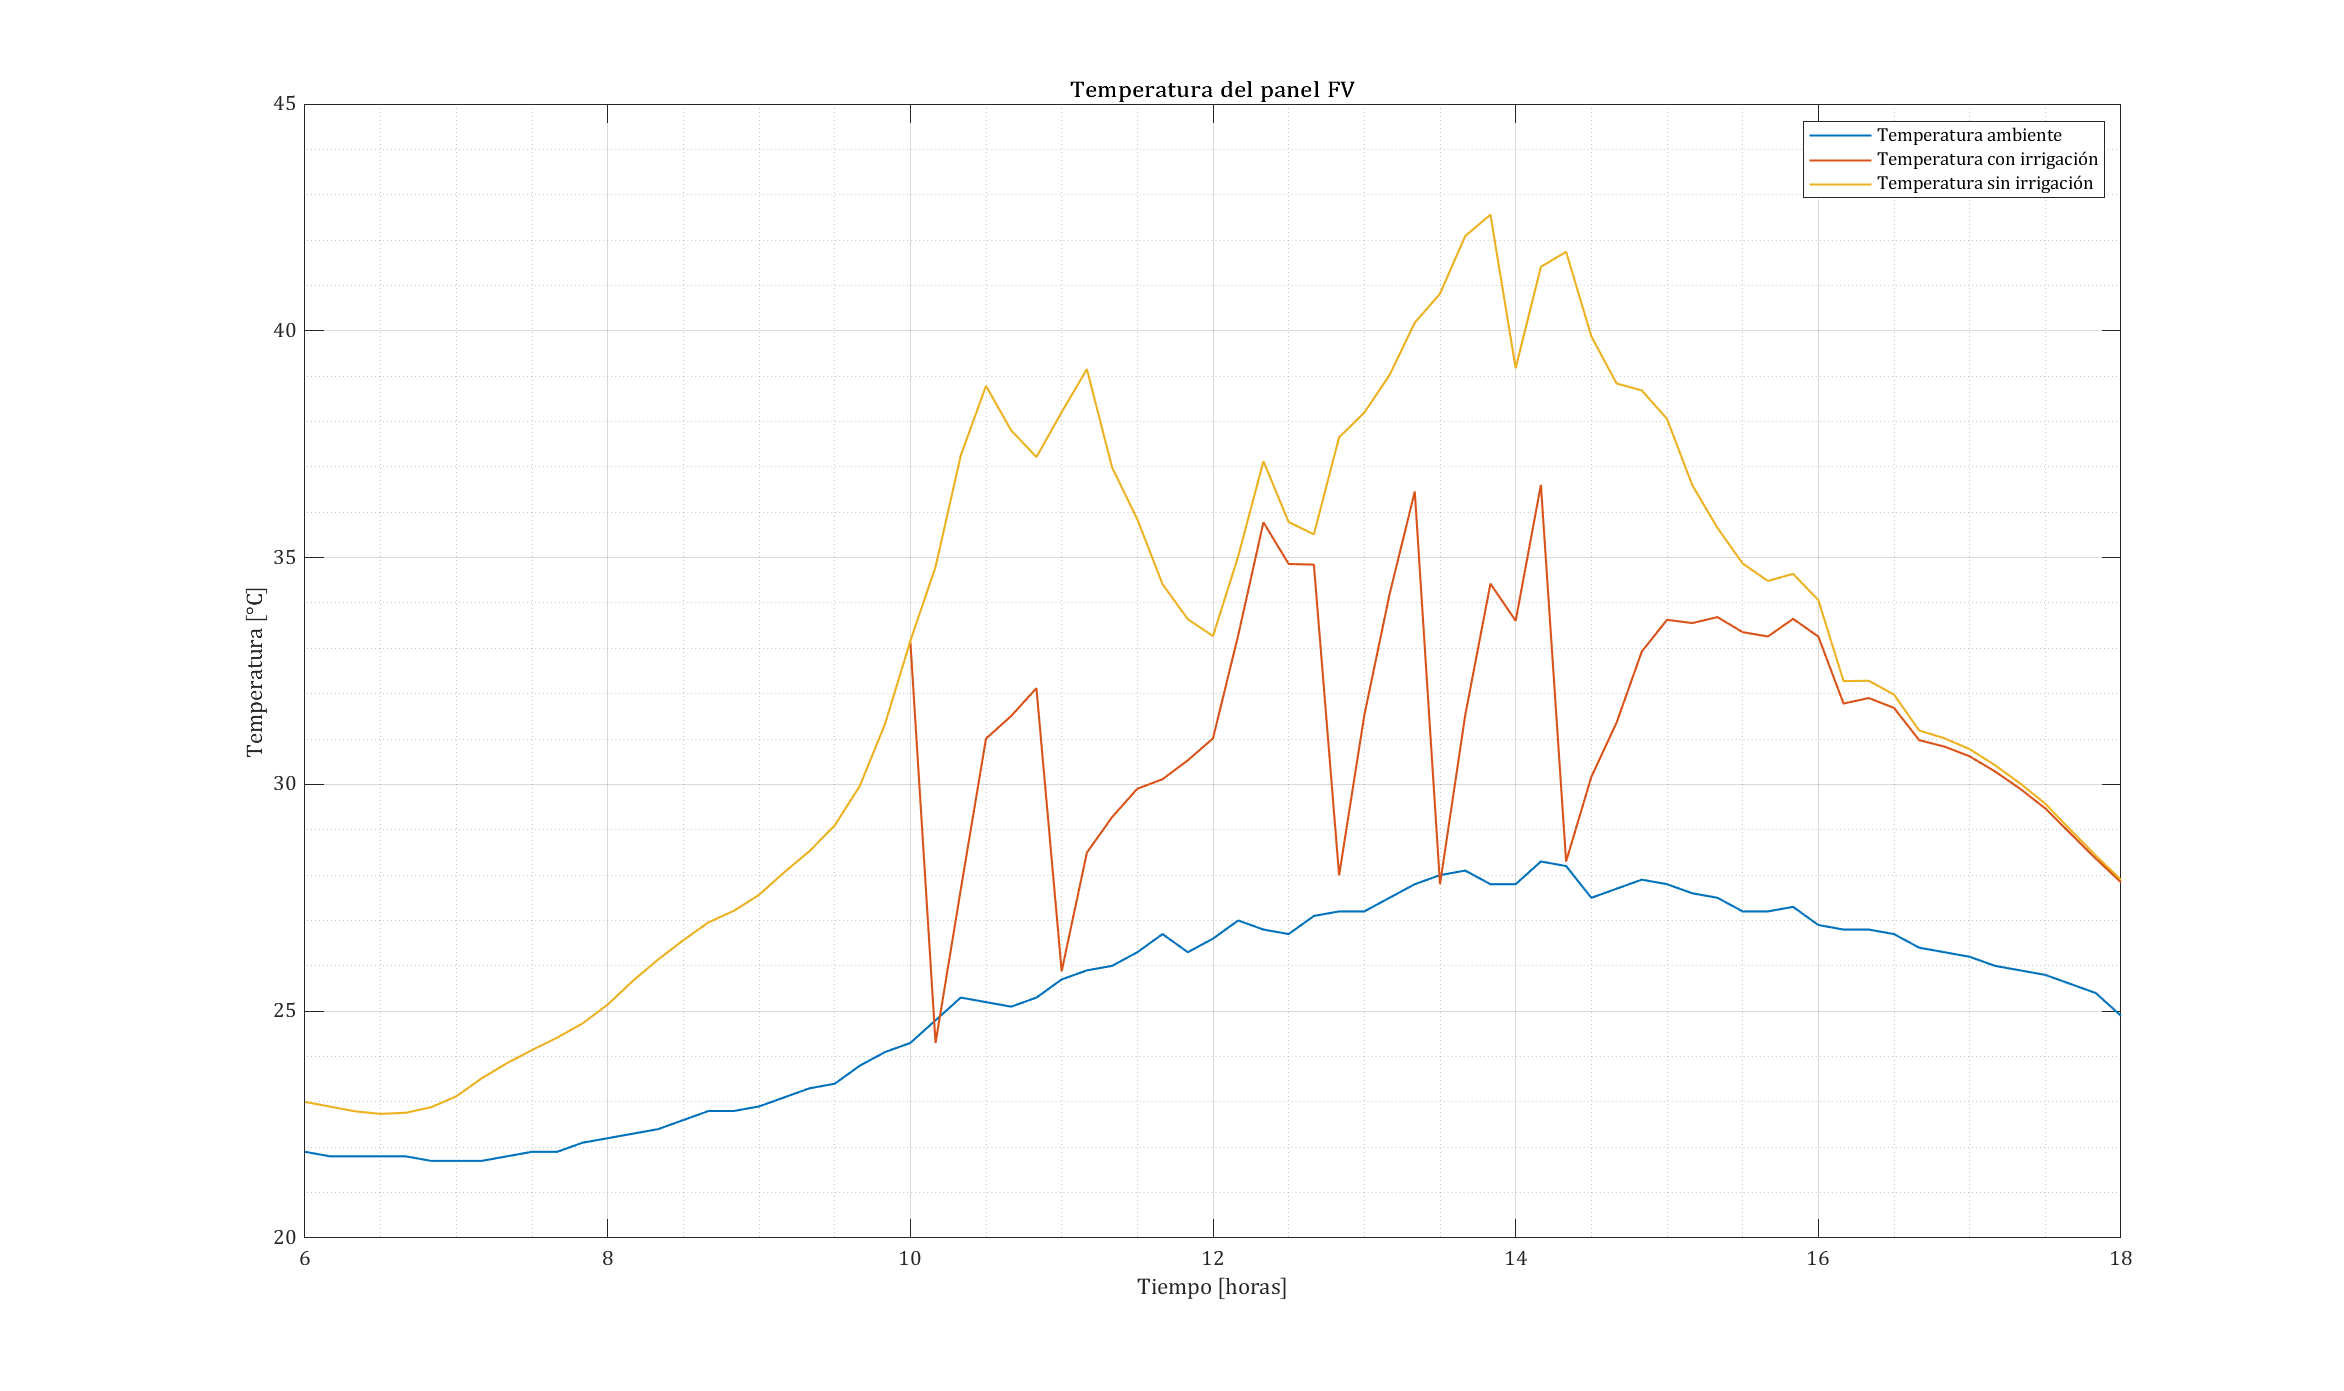 Temperatura del panel FV
45
40
35
30
25
20
Temperatura [°C]
Temperatura ambiente
Temperatura con irrigación
Temperatura sin irrigación
6 8 10 12 14 16 18
Tiempo [horas]